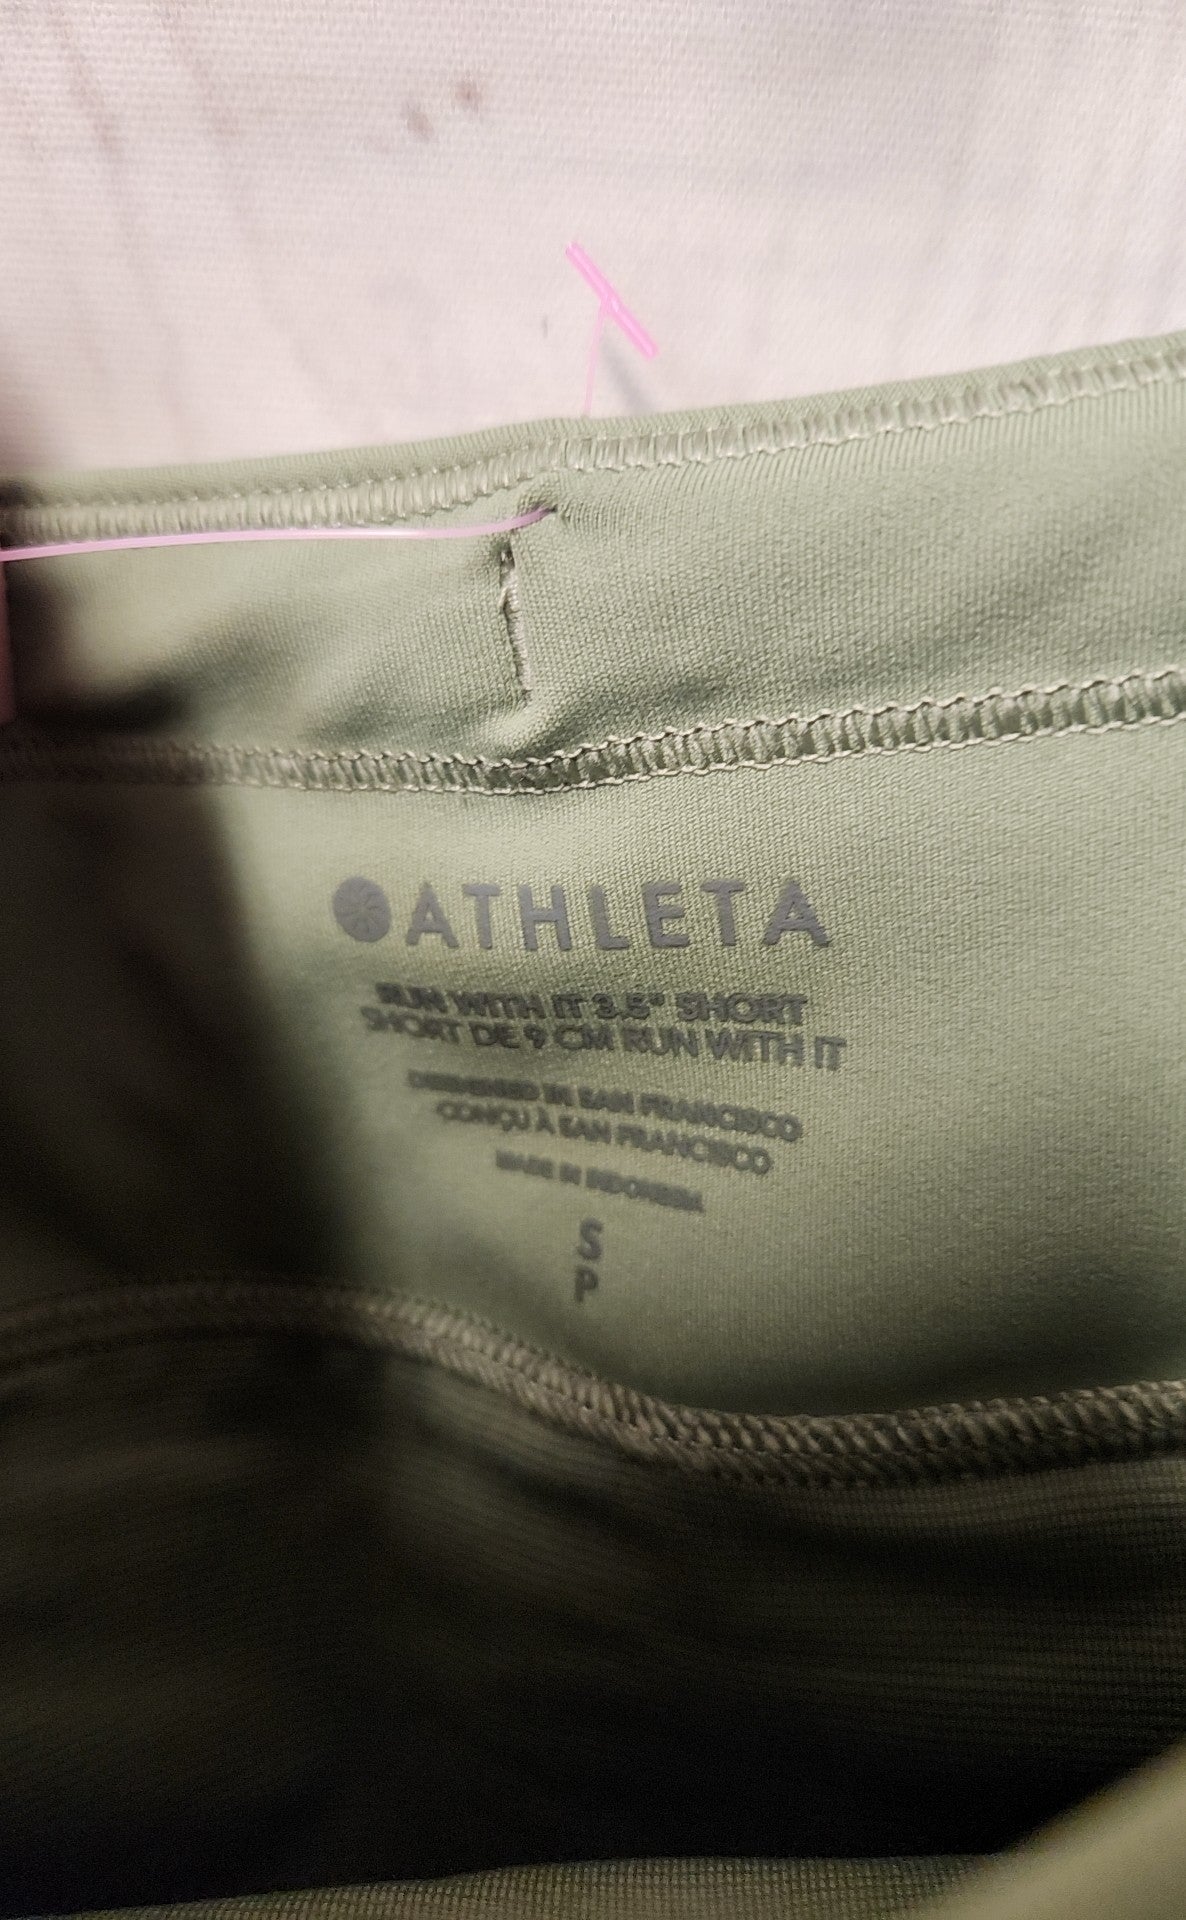 ATHLETA
RUN WITH IT 3.5" SHORT
SHORT DE 9 CM RUN WITH IT
DESIGNED IN SAN FRANCISCO
CONÇU À SAN FRANCISCO
MADE IN INDONESIA
S
P